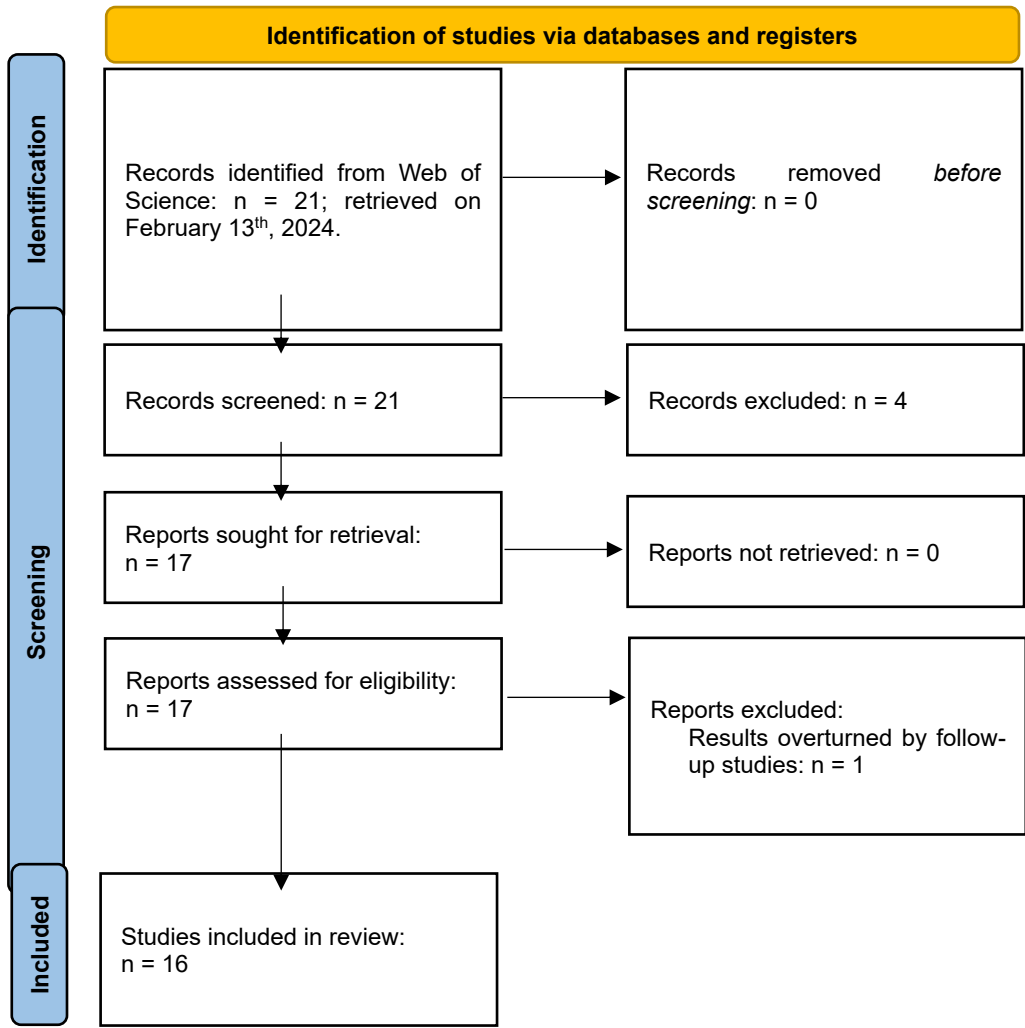 Identification of studies via databases and registers
Identification
Records identified from Web of
Science: n = 21; retrieved on
February 13th, 2024.
Records removed before
screening: n = 0
Screening
Records screened: n = 21
Records excluded: n = 4
Reports sought for retrieval:
n = 17
Reports not retrieved: n = 0
Reports assessed for eligibility:
n = 17
Reports excluded:
Results overturned by follow-
up studies: n = 1
Included
Studies included in review:
n = 16